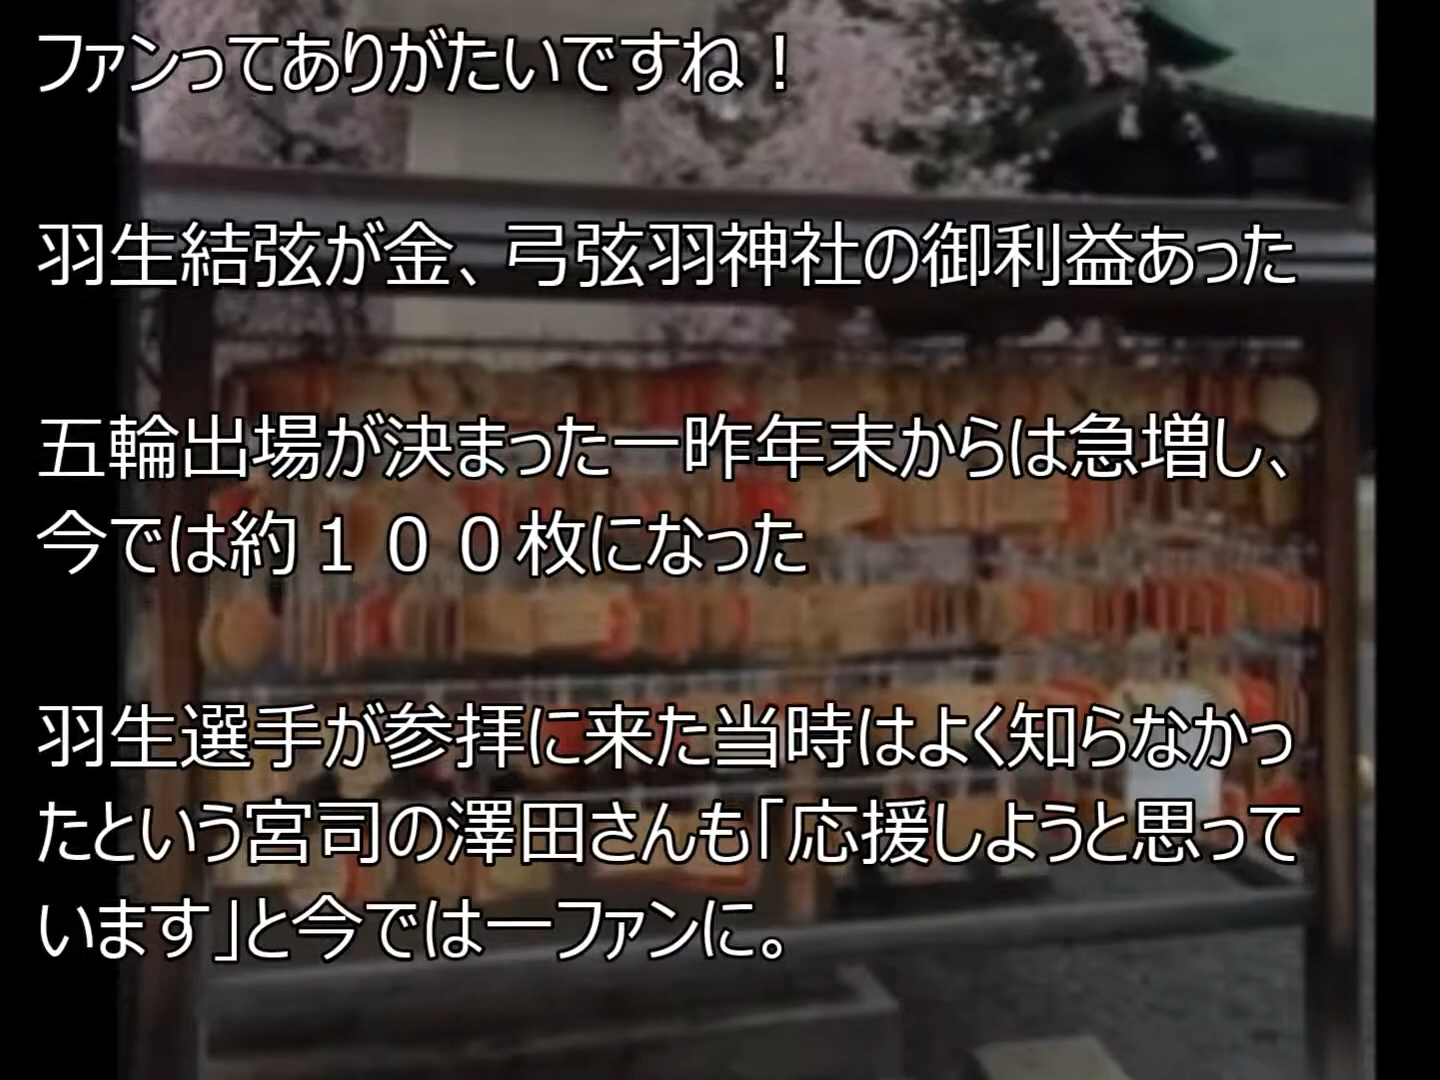 ファンってありがたいですね！
羽生結弦が金、弓弦羽神社の御利益あった
五輪出場が決まった一昨年末からは急増し、
今では約１００枚になった
羽生選手が参拝に来た当時はよく知らなかっ
たという宮司の澤田さんも「応援しようと思って
います」と今では一ファンに。